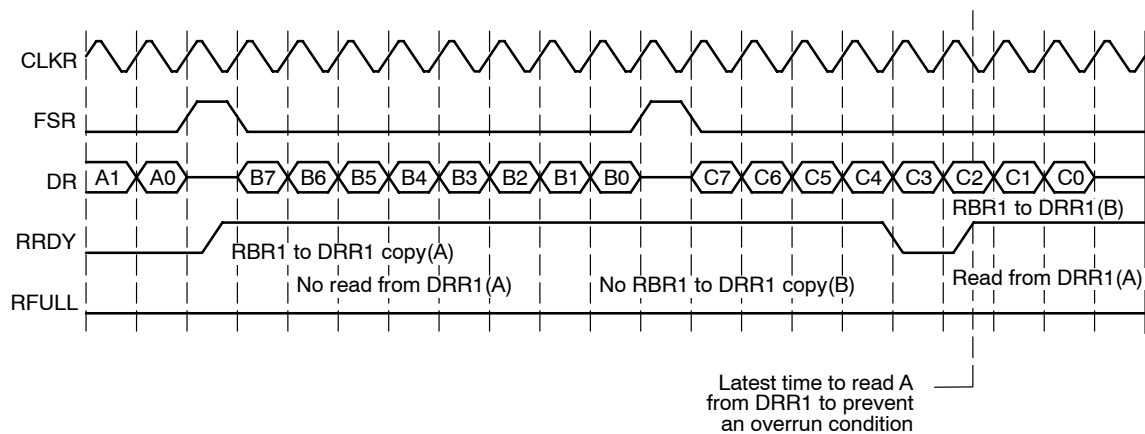 CLKR
FSR
DR
A1 A0 B7 B6 B5 B4 B3 B2 B1 B0 C7 C6 C5 C4 C3 C2 C1 C0
RBR1 to DRR1(B)
RRDY
RBR1 to DRR1 copy(A)
No read from DRR1(A)
No RBR1 to DRR1 copy(B)
Read from DRR1(A)
RFULL
Latest time to read A
from DRR1 to prevent
an overrun condition